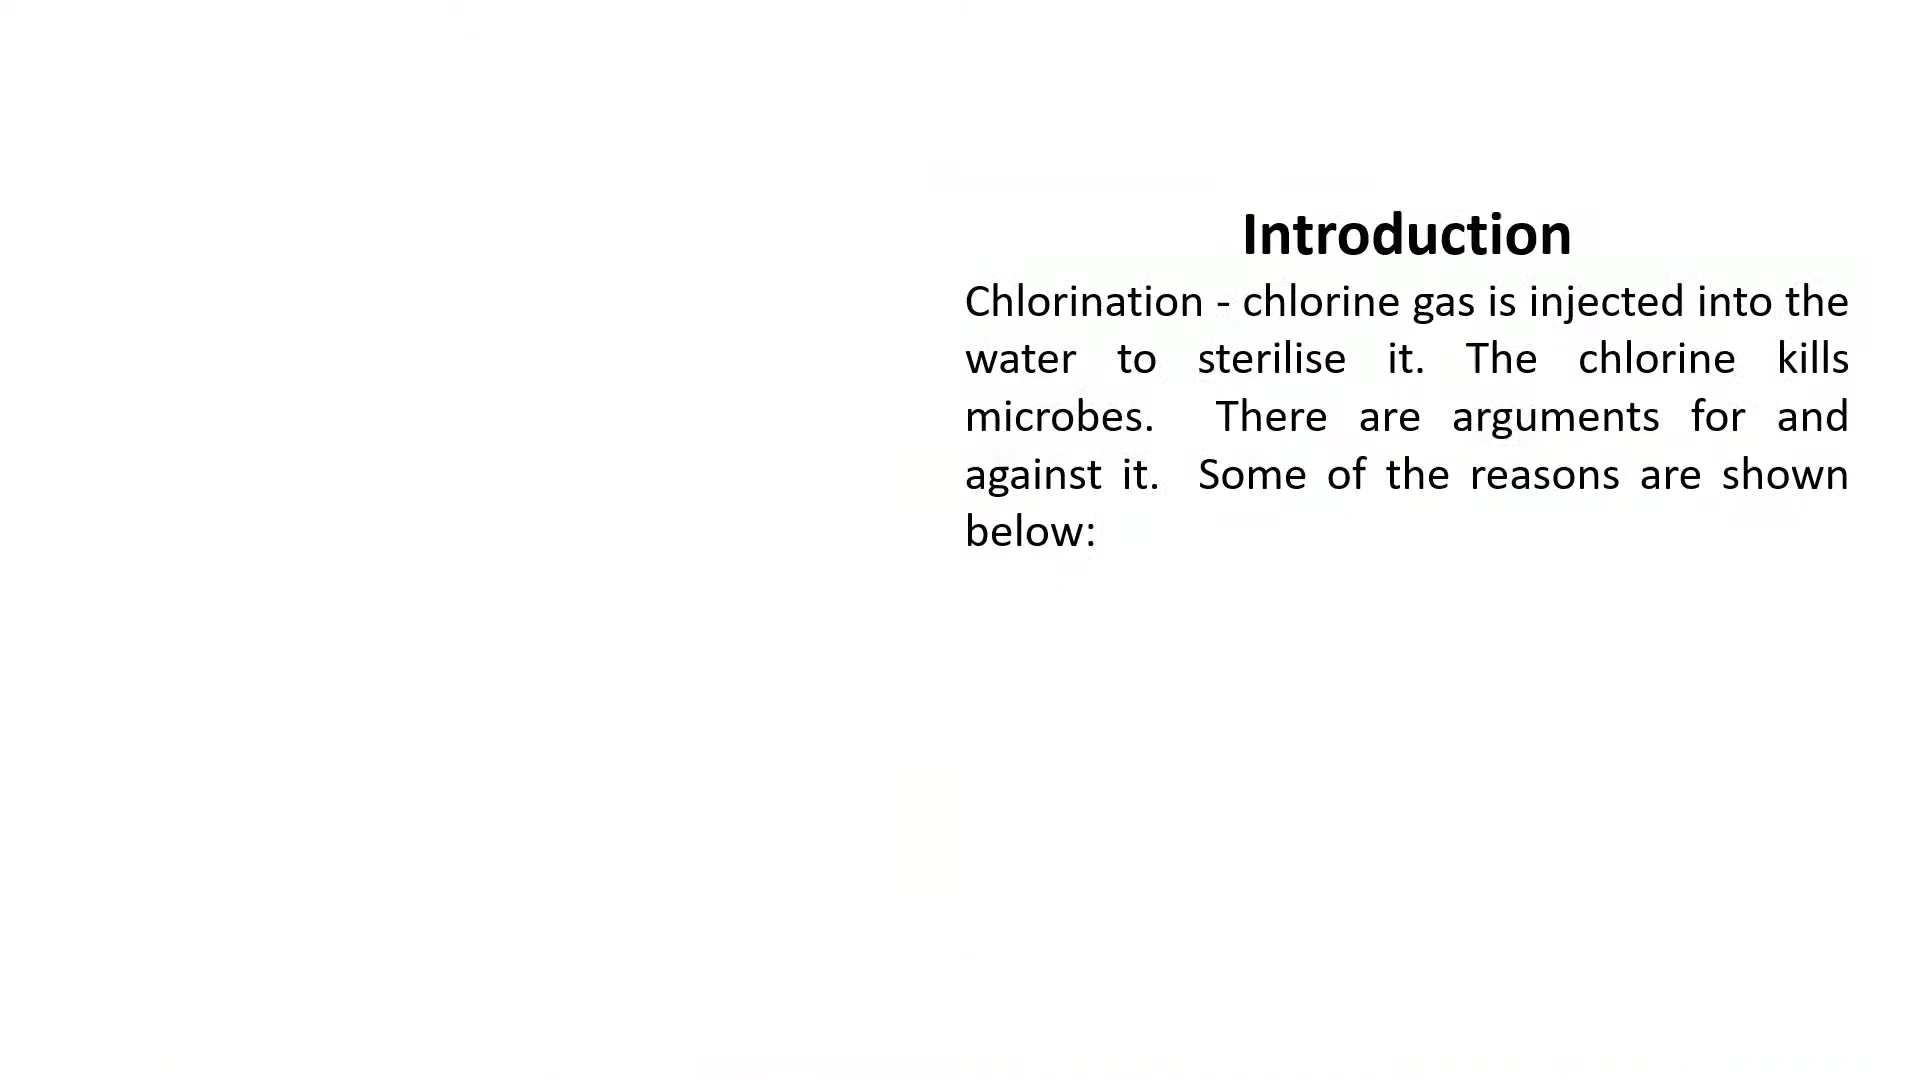 Introduction
Chlorination - chlorine gas is injected into the
water to sterilise it. The chlorine kills
microbes.  There are arguments for and
against it.  Some of the reasons are shown
below: